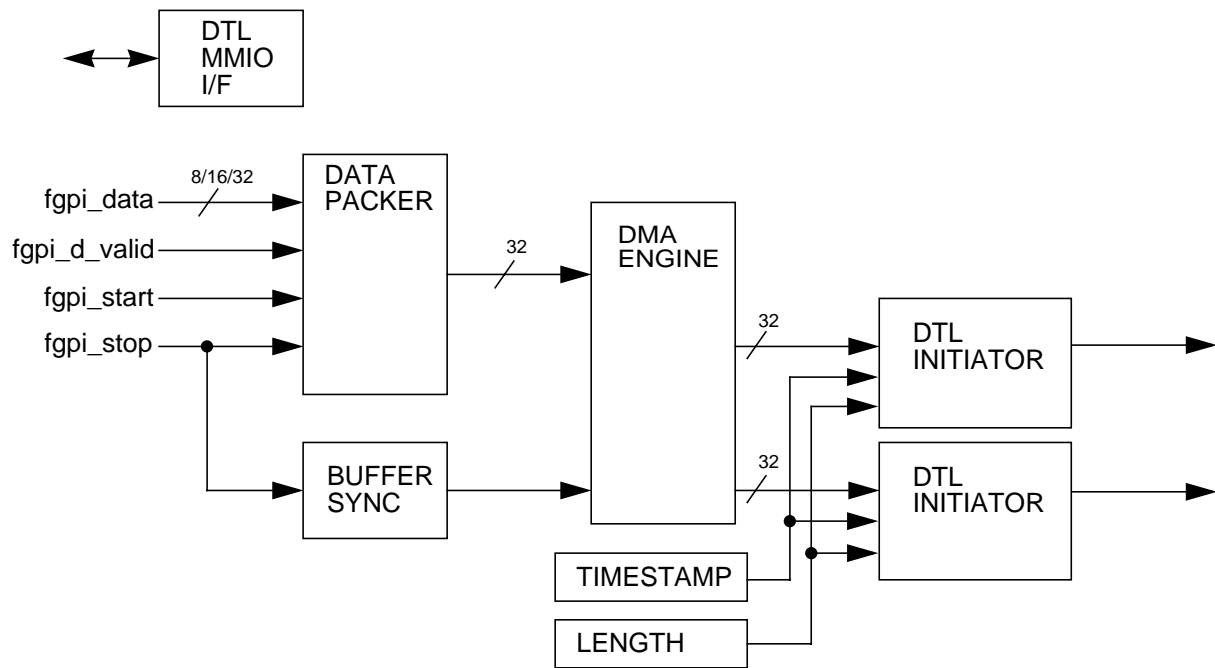 DTL
MMIO
I/F
8/16/32
fgpi_data
fgpi_d_valid
fgpi_start
fgpi_stop
DATA
PACKER
32
DMA
ENGINE
32
DTL
INITIATOR
BUFFER
SYNC
32
DTL
INITIATOR
TIMESTAMP
LENGTH